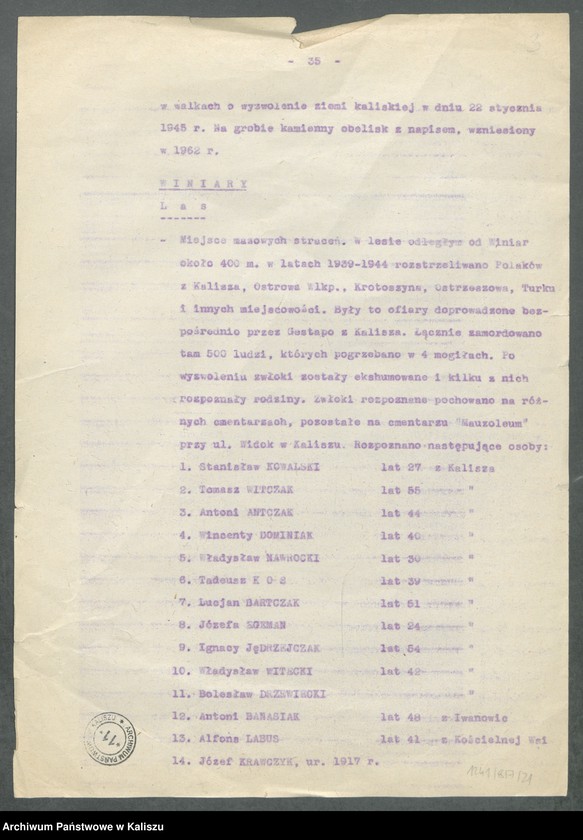 - 35 -
w walkach o wyzwolenie ziemi kaliskiej w dniu 22 stycznia
1945 r. Na grobie kamienny obelisk z napisem, wzniesiony
w 1962 r.
W I N I A R Y
L a s
- Miejsce masowych straceń. W lesie odległym od Winiar
około 400 m. w latach 1939-1944 rozstrzeliwano Polaków
z Kalisza, Ostrowa Wlkp., Krotoszyna, Ostrzeszowa, Turku
i innych miejscowości. Były to ofiary doprowadzone bez-
pośrednio przez Gestapo z Kalisza. Łącznie zamordowano
tam 500 ludzi, których pogrzebano w 4 mogiłach. Po
wyzwoleniu zwłoki zostały ekshumowane i kilku z nich
rozpoznały rodziny. Zwłoki rozpoznane pochowano na róż-
nych cmentarzach, pozostałe na cmentarzu "Mauzoleum"
przy ul. Widok w Kaliszu. Rozpoznano następujące osoby:
1. Stanisław KOWALSKI lat 27 z Kalisza
2. Tomasz WITCZAK lat 55 "
3. Antoni ANTCZAK lat 44 "
4. Wincenty DOMINIAK lat 40 "
5. Władysław NAWROCKI lat 30 "
6. Tadeusz K O S lat 39 "
7. Lucjan BARTCZAK lat 51 "
8. Józefa EGEMAN lat 24 "
9. Ignacy JęDRZEJCZAK lat 54 "
10. Władysław WITECKI lat 42 "
11. Bolesław DRZEWIECKI "
12. Antoni BANASIAK lat 48 z Iwanowic
13. Alfons LABUS lat 41 z Kościelnej Wsi
14. Józef KRAWCZYK, ur. 1917 r.
* 11 *
Archiwum Państwowe w Kaliszu